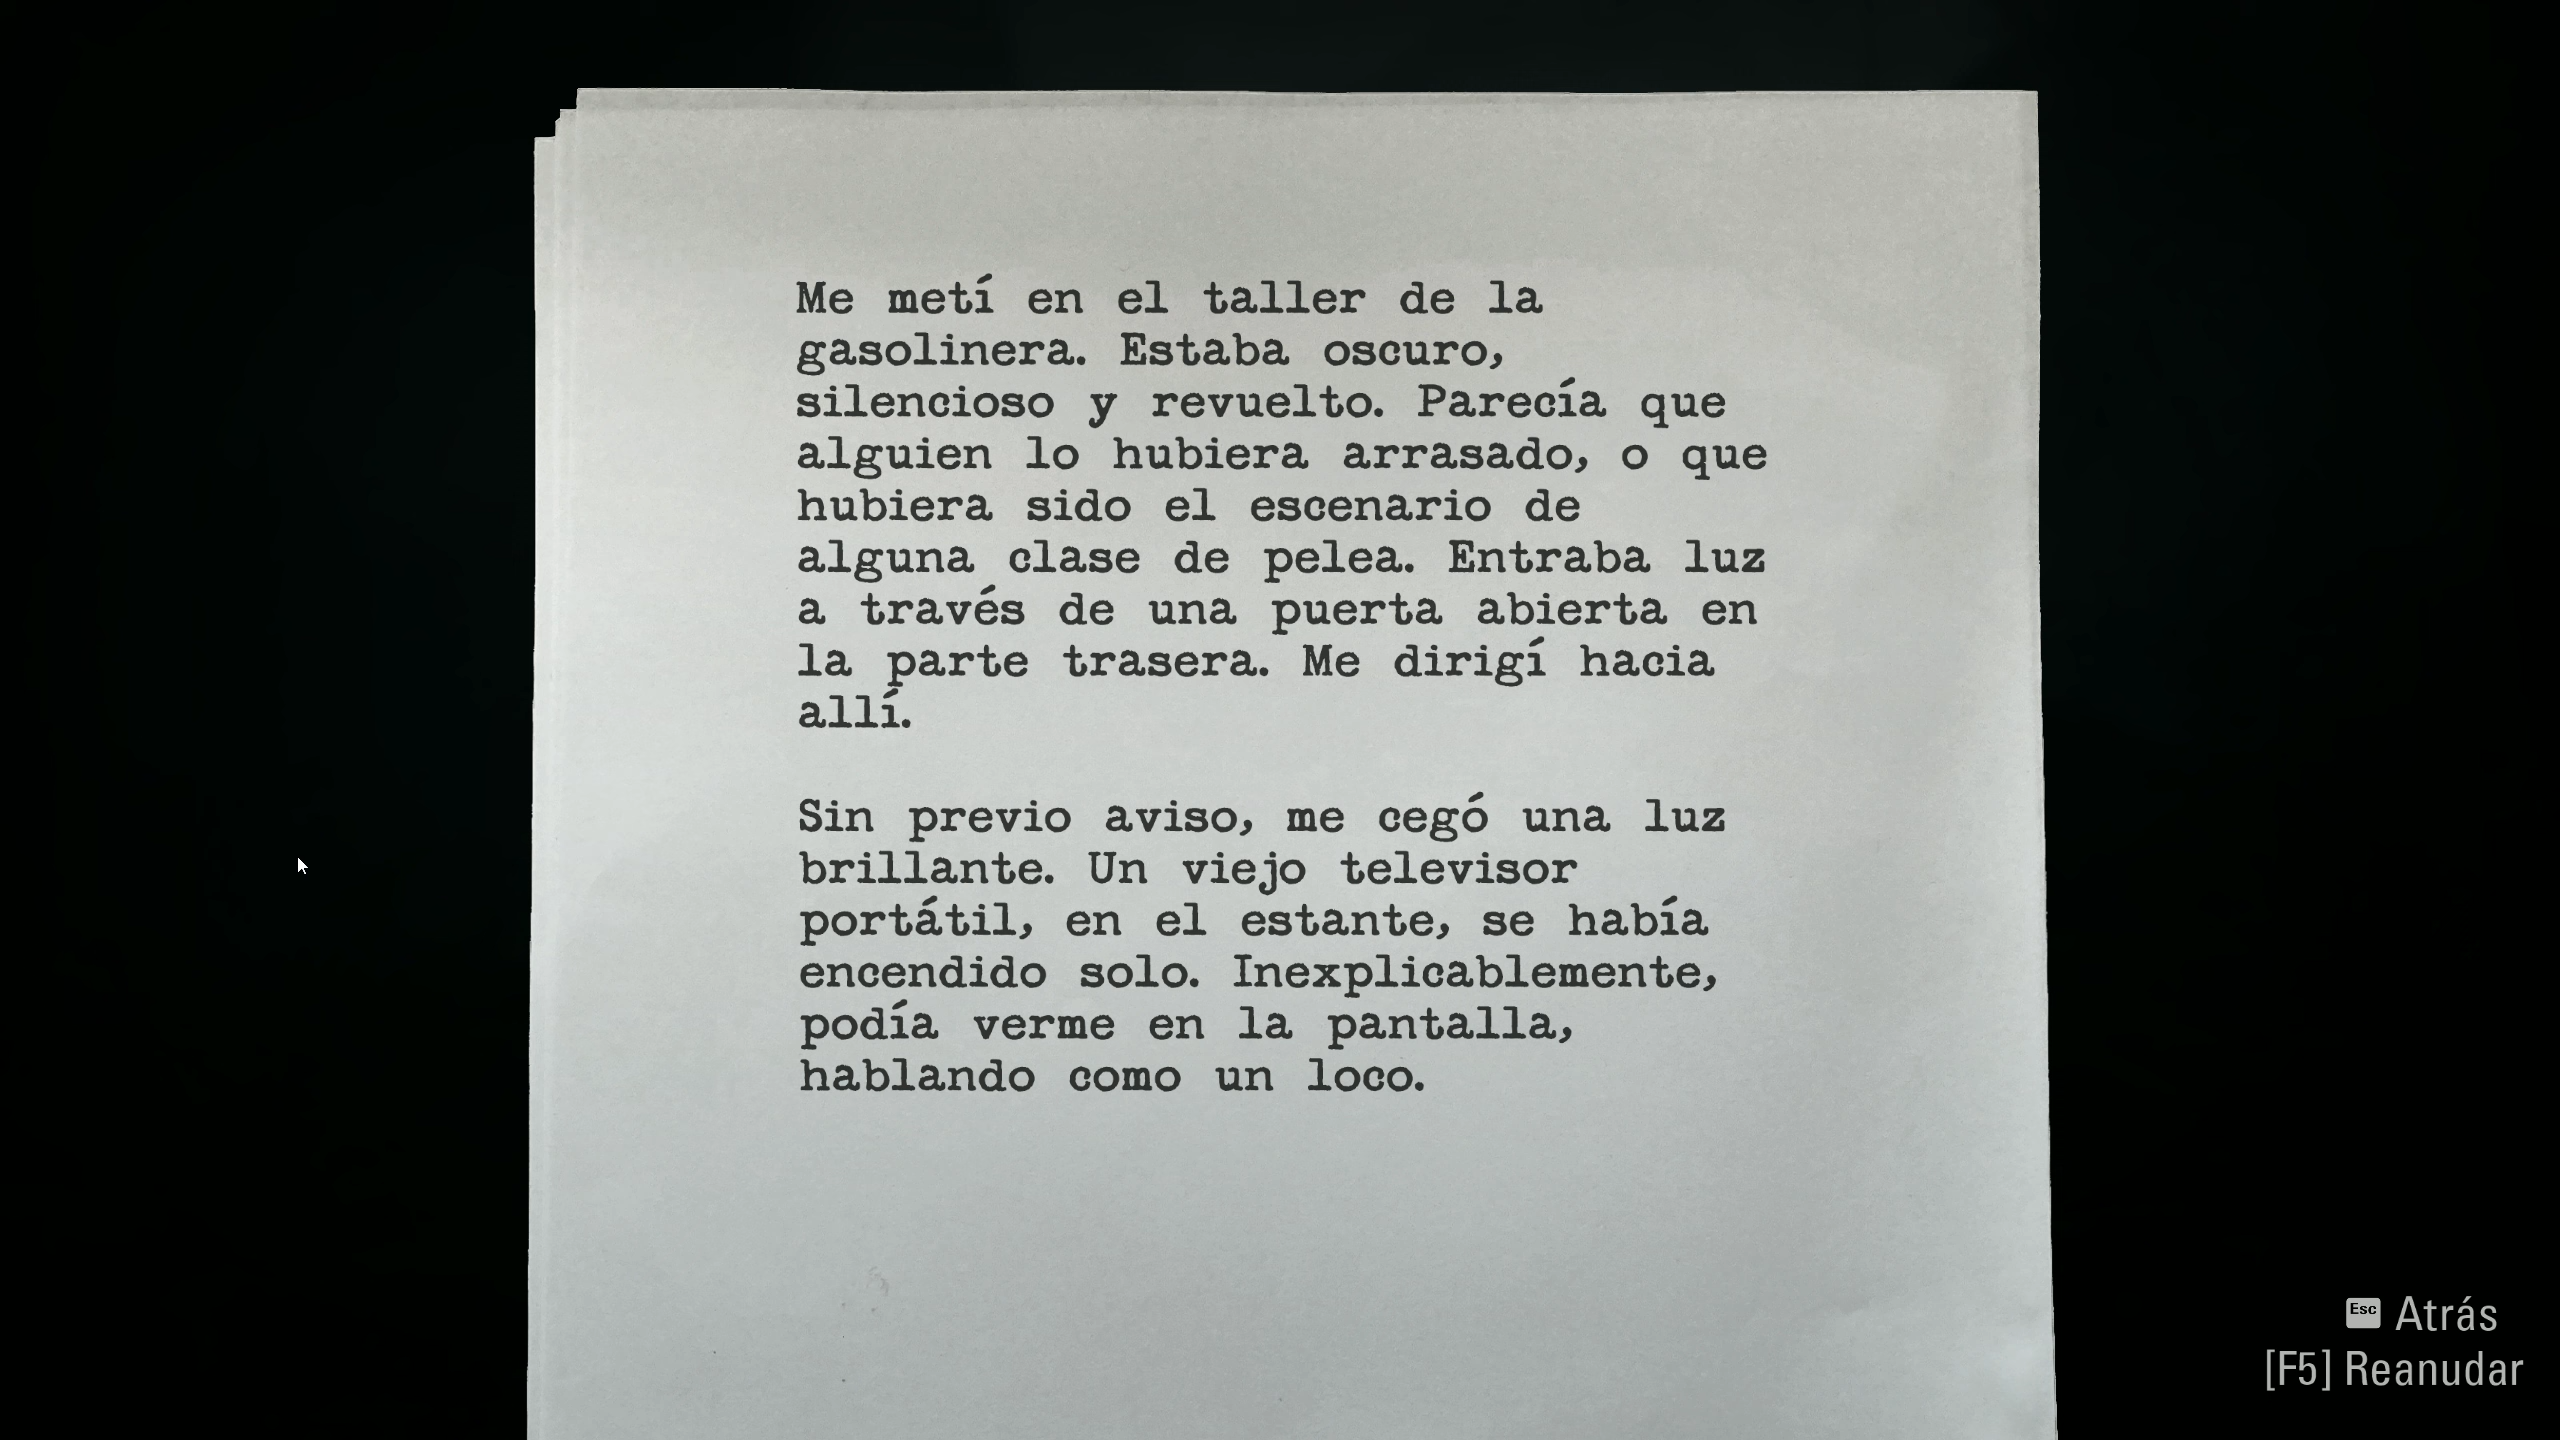 Me metí en el taller de la
gasolinera. Estaba oscuro,
silencioso y revuelto. Parecía que
alguien lo hubiera arrasado, o que
hubiera sido el escenario de
alguna clase de pelea. Entraba luz
a través de una puerta abierta en
la parte trasera. Me dirigí hacia
allí.

Sin previo aviso, me cegó una luz
brillante. Un viejo televisor
portátil, en el estante, se había
encendido solo. Inexplicablemente,
podía verme en la pantalla,
hablando como un loco.

Esc Atrás
[F5] Reanudar